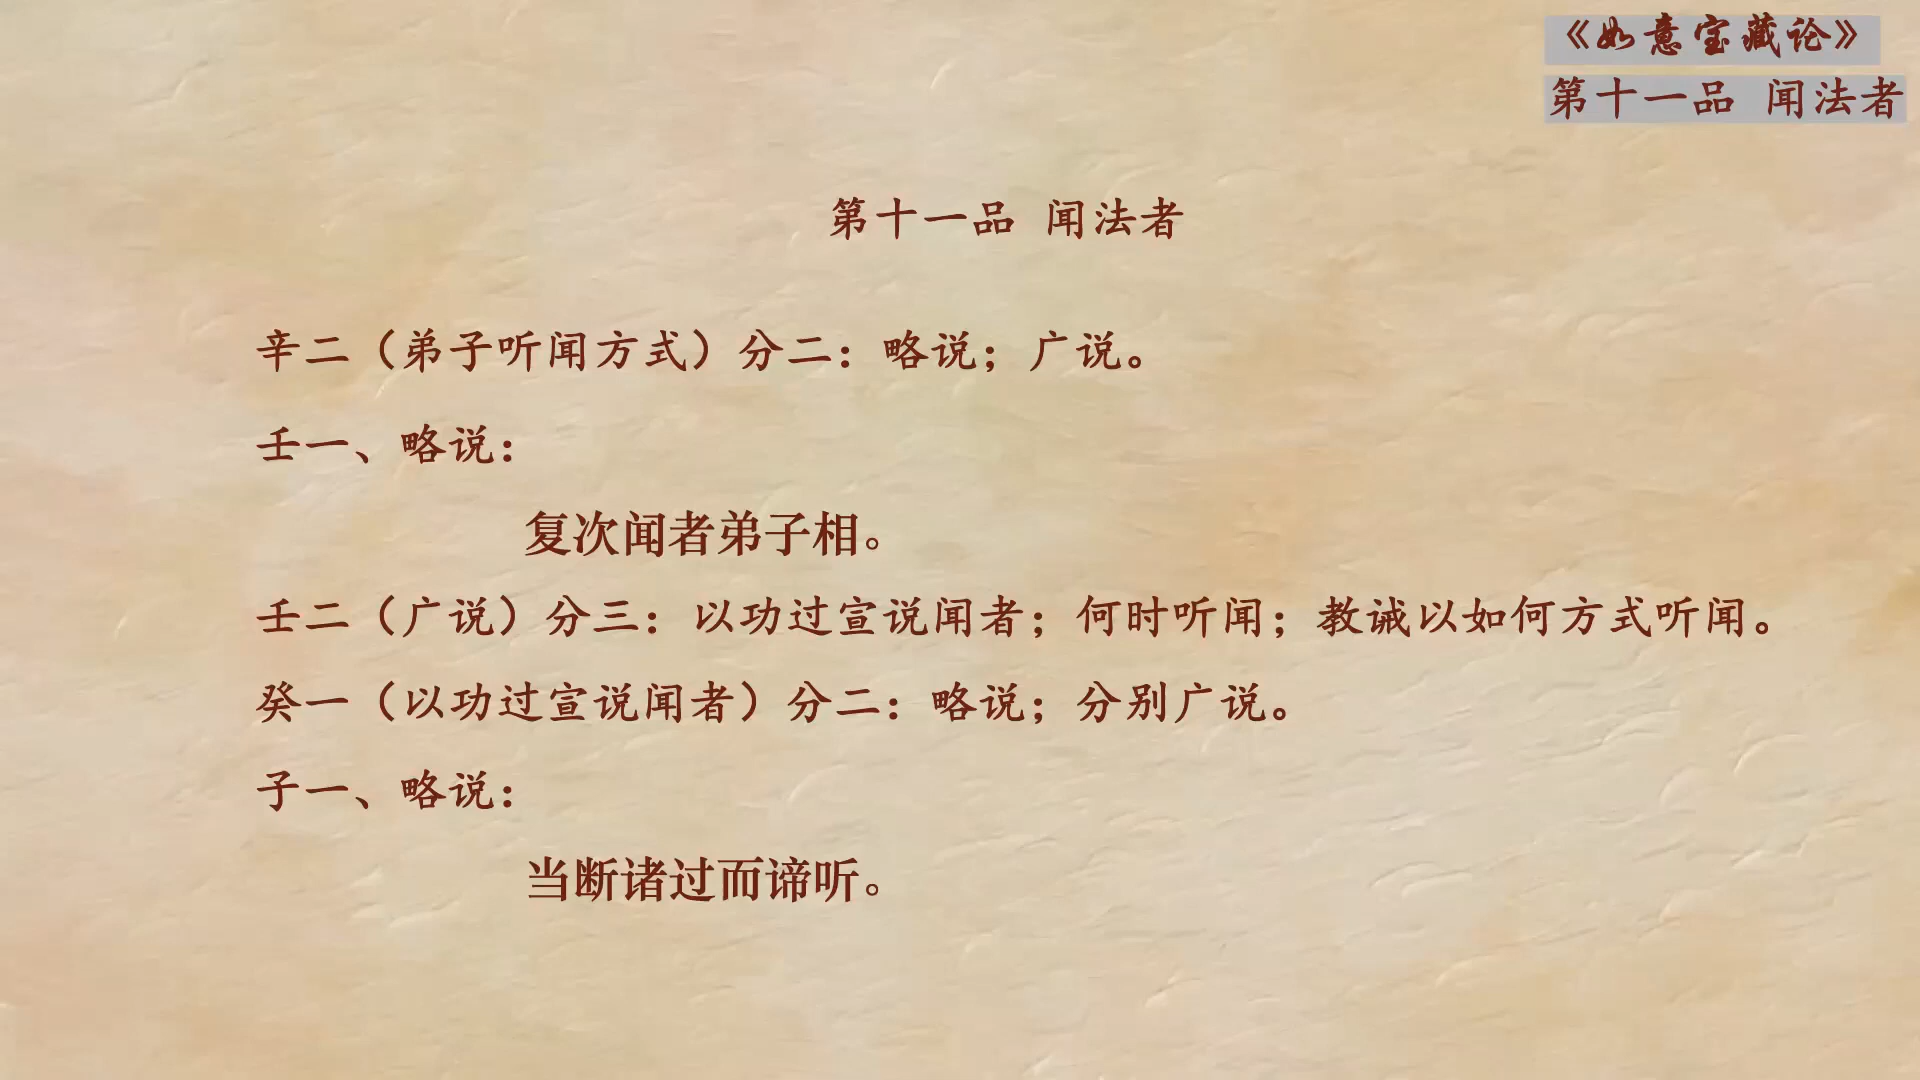 《如意宝藏论》
第十一品 闻法者
第十一品 闻法者
辛二（弟子听闻方式）分二：略说；广说。
壬一、略说：
复次闻者弟子相。
壬二（广说）分三：以功过宣说闻者；何时听闻；教诫以如何方式听闻。
癸一（以功过宣说闻者）分二：略说；分别广说。
子一、略说：
当断诸过而谛听。